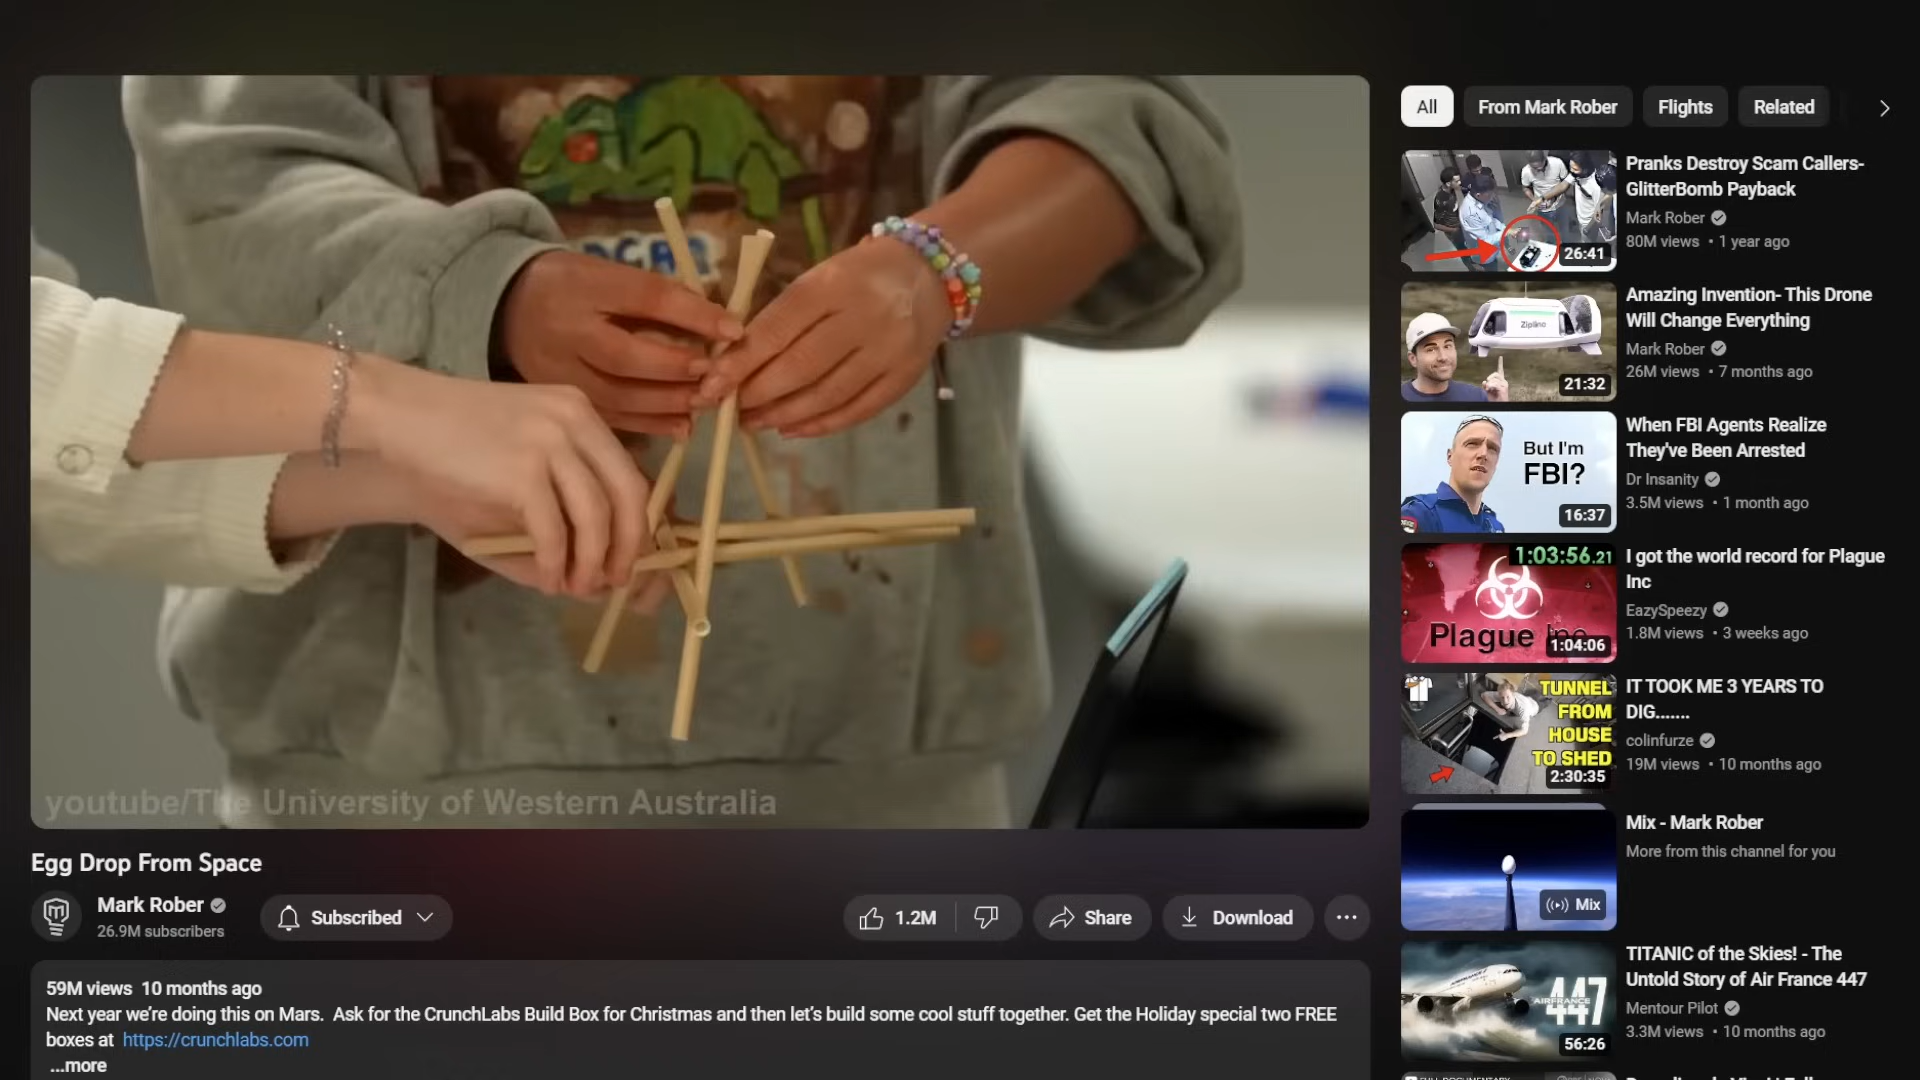 youtube/The University of Western Australia
Egg Drop From Space
Mark Rober
26.9M subscribers
Subscribed
1.2M
Share
Download
59M views 10 months ago
Next year we're doing this on Mars. Ask for the CrunchLabs Build Box for Christmas and then let's build some cool stuff together. Get the Holiday special two FREE
boxes at https://crunchlabs.com
...more
All
From Mark Rober
Flights
Related
26:41
Pranks Destroy Scam Callers-
GlitterBomb Payback
Mark Rober
80M views • 1 year ago
Zipline
21:32
Amazing Invention- This Drone
Will Change Everything
Mark Rober
26M views • 7 months ago
But I'm
FBI?
16:37
When FBI Agents Realize
They've Been Arrested
Dr Insanity
3.5M views • 1 month ago
1:03:56.21
Plague Inc
1:04:06
I got the world record for Plague
Inc
EazySpeezy
1.8M views • 3 weeks ago
TUNNEL
FROM
HOUSE
TO SHED
2:30:35
IT TOOK ME 3 YEARS TO
DIG.......
colinfurze
19M views • 10 months ago
Mix
Mix - Mark Rober
More from this channel for you
447
AIRFRANCE
56:26
TITANIC of the Skies! - The
Untold Story of Air France 447
Mentour Pilot
3.3M views • 10 months ago